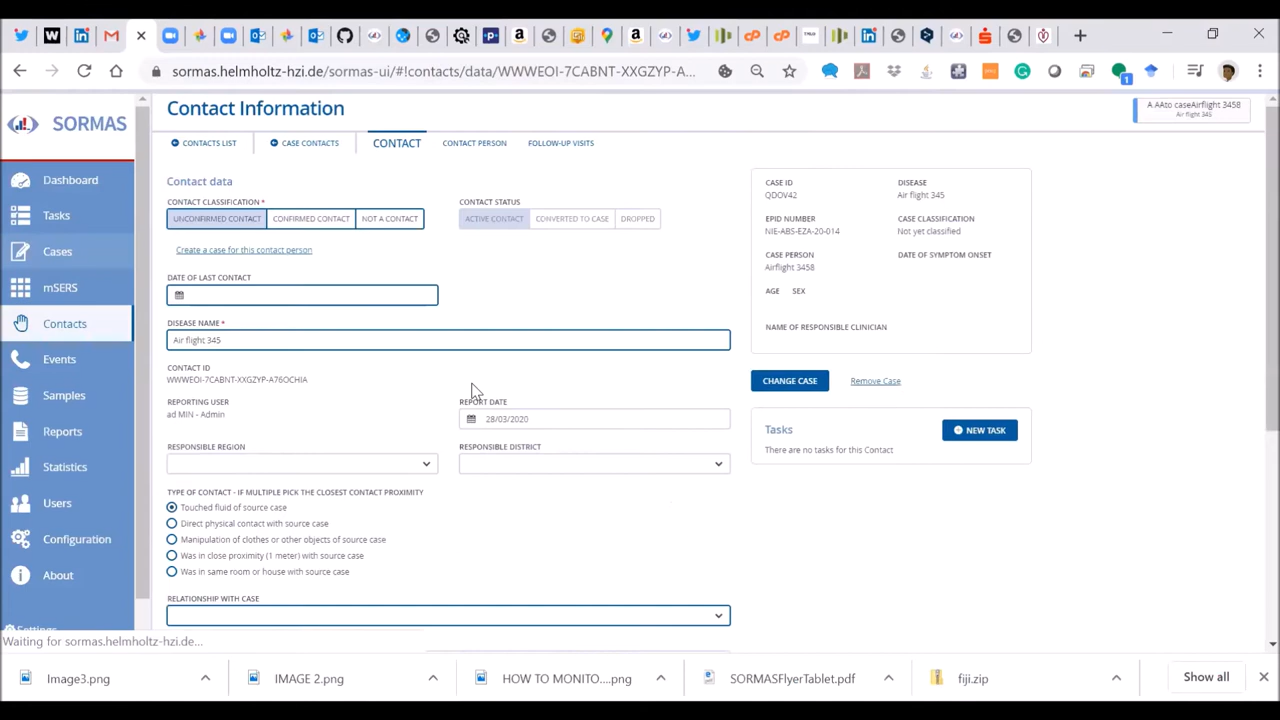 sormas.helmholtz-hzi.de/sormas-ui/#!contacts/data/WWWEOI-7CABNT-XXGZYP-A...
1
SORMAS
Dashboard
Tasks
Cases
mSERS
Contacts
Events
Samples
Reports
Statistics
Users
Configuration
About
Settings
Contact Information
A.AAto caseAirflight 3458
Air flight 345
CONTACTS LIST
CASE CONTACTS
CONTACT
CONTACT PERSON
FOLLOW-UP VISITS
Contact data
CONTACT CLASSIFICATION *
CONTACT STATUS
UNCONFIRMED CONTACT CONFIRMED CONTACT NOT A CONTACT
ACTIVE CONTACT CONVERTED TO CASE DROPPED
Create a case for this contact person
DATE OF LAST CONTACT
DISEASE NAME *
Air flight 345
CONTACT ID
WWWEOI-7CABNT-XXGZYP-A76OCHIA
REPORTING USER
ad MIN - Admin
REPORT DATE
28/03/2020
RESPONSIBLE REGION
RESPONSIBLE DISTRICT
TYPE OF CONTACT - IF MULTIPLE PICK THE CLOSEST CONTACT PROXIMITY
Touched fluid of source case
Direct physical contact with source case
Manipulation of clothes or other objects of source case
Was in close proximity (1 meter) with source case
Was in same room or house with source case
RELATIONSHIP WITH CASE
CASE ID
QDOV42
DISEASE
Air flight 345
EPID NUMBER
NIE-ABS-EZA-20-014
CASE CLASSIFICATION
Not yet classified
CASE PERSON
Airflight 3458
DATE OF SYMPTOM ONSET
AGE SEX
NAME OF RESPONSIBLE CLINICIAN
CHANGE CASE
Remove Case
Tasks
NEW TASK
There are no tasks for this Contact
Waiting for sormas.helmholtz-hzi.de...
Image3.png
IMAGE 2.png
HOW TO MONITO....png
SORMASFlyerTablet.pdf
fiji.zip
Show all